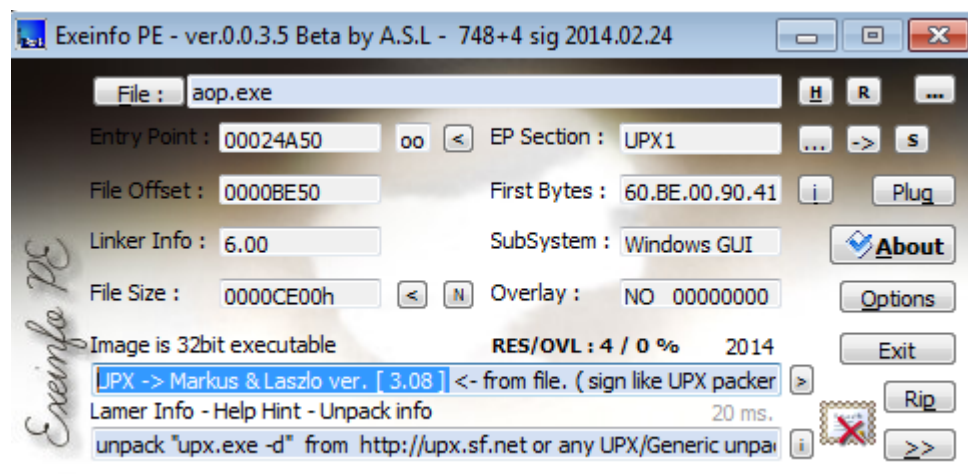 Exeinfo PE - ver.0.0.3.5 Beta by A.S.L - 748+4 sig 2014.02.24
File : aop.exe H R ...
Entry Point : 00024A50 oo < EP Section : UPX1 ... -> S
File Offset : 0000BE50 First Bytes : 60.BE.00.90.41 i Plug
Linker Info : 6.00 SubSystem : Windows GUI About
File Size : 0000CE00h < N Overlay : NO 00000000 Options
Image is 32bit executable RES/OVL : 4 / 0 % 2014 Exit
UPX -> Markus & Laszlo ver. [ 3.08 ] <- from file. ( sign like UPX packer >
Lamer Info - Help Hint - Unpack info 20 ms. Rip
unpack "upx.exe -d" from http://upx.sf.net or any UPX/Generic unpa i >>
Exeinfo PE